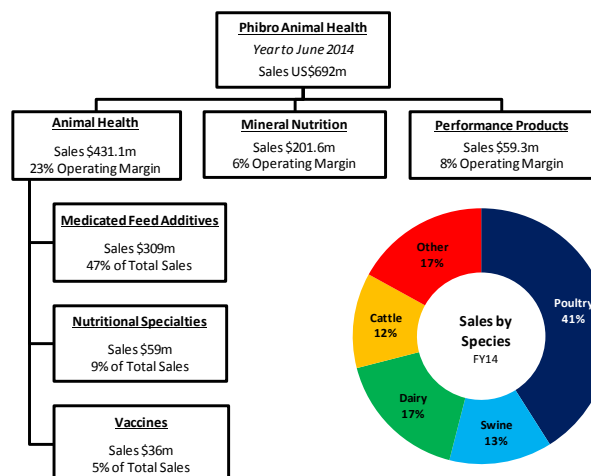 Phibro Animal Health
Year to June 2014
Sales US$692m
Animal Health
Sales $431.1m
23% Operating Margin
Mineral Nutrition
Sales $201.6m
6% Operating Margin
Performance Products
Sales $59.3m
8% Operating Margin
Medicated Feed Additives
Sales $309m
47% of Total Sales
Nutritional Specialties
Sales $59m
9% of Total Sales
Vaccines
Sales $36m
5% of Total Sales
Other
17%
Poultry
41%
Cattle
12%
Sales by
Species
FY14
Dairy
17%
Swine
13%